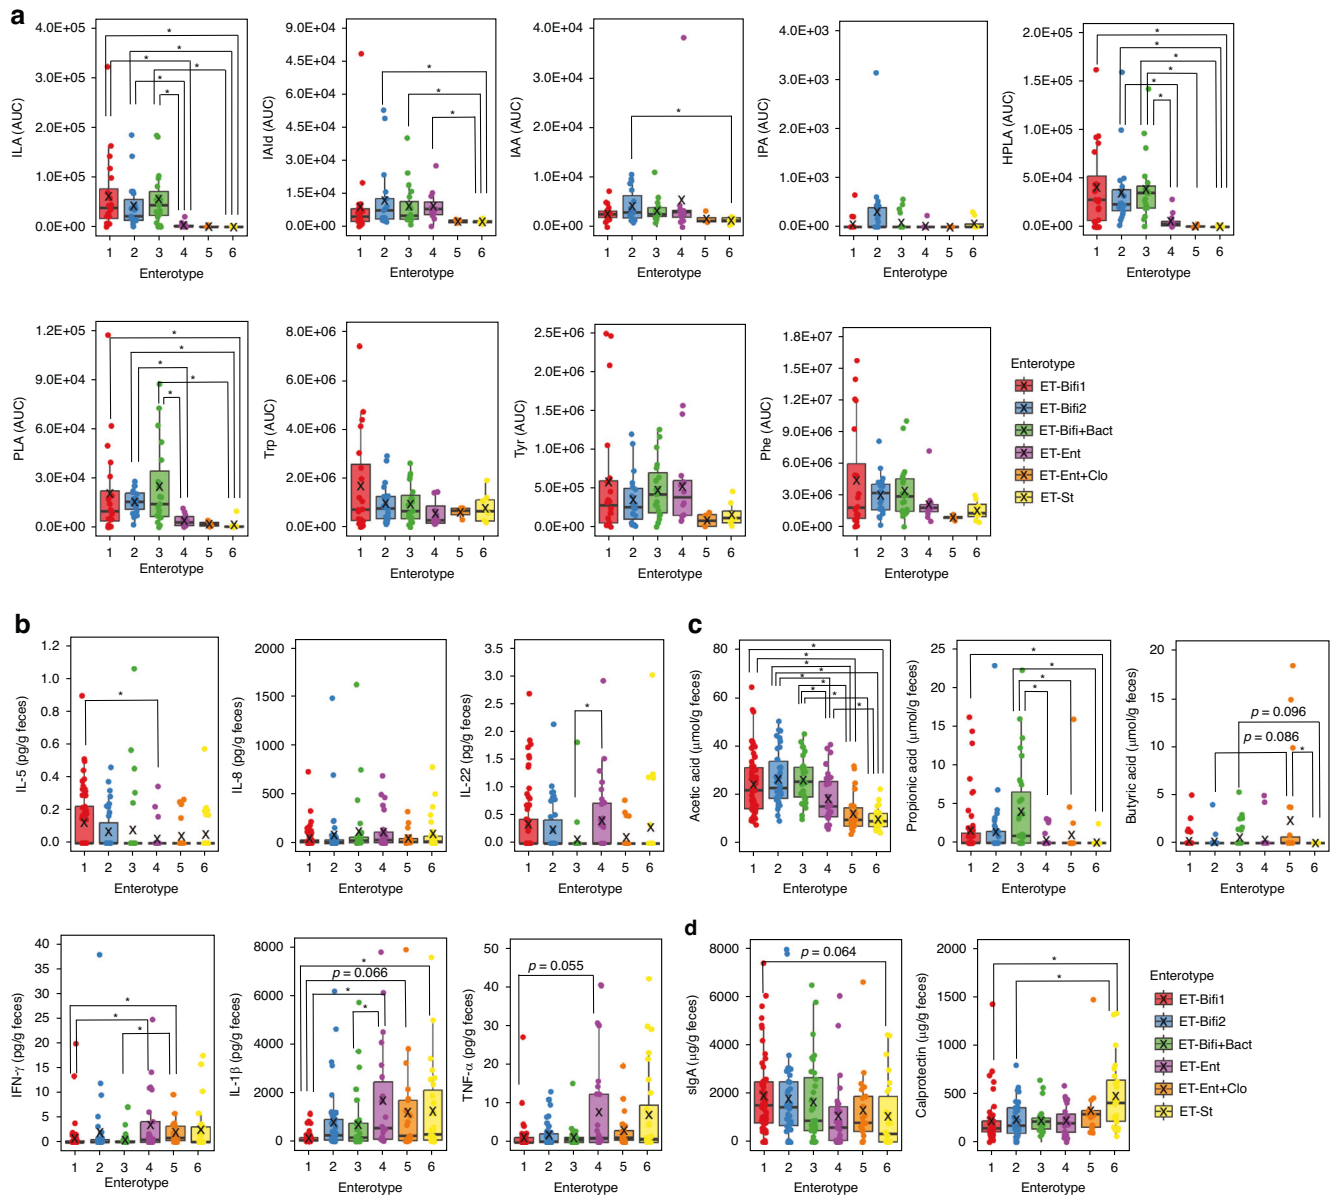 a
ILA (AUC)
4.0E+05
3.0E+05
2.0E+05
1.0E+05
0.0E+00
* * * * * *
1 2 3 4 5 6
Enterotype
IAld (AUC)
9.0E+04
7.5E+04
6.0E+04
4.5E+04
3.0E+04
1.5E+04
0.0E+00
* * *
1 2 3 4 5 6
Enterotype
IAA (AUC)
4.0E+04
3.0E+04
2.0E+04
1.0E+04
0.0E+00
*
1 2 3 4 5 6
Enterotype
IPA (AUC)
4.0E+03
3.0E+03
2.0E+03
1.0E+03
0.0E+00
1 2 3 4 5 6
Enterotype
HPLA (AUC)
2.0E+05
1.5E+05
1.0E+05
5.0E+04
0.0E+00
* * * * * *
1 2 3 4 5 6
Enterotype
PLA (AUC)
1.2E+05
9.0E+04
6.0E+04
3.0E+04
0.0E+00
* * * * *
1 2 3 4 5 6
Enterotype
Trp (AUC)
8.0E+06
6.0E+06
4.0E+06
2.0E+06
0.0E+00
1 2 3 4 5 6
Enterotype
Tyr (AUC)
2.5E+06
2.0E+06
1.5E+06
1.0E+06
5.0E+05
0.0E+00
1 2 3 4 5 6
Enterotype
Phe (AUC)
1.8E+07
1.5E+07
1.2E+07
9.0E+06
6.0E+06
3.0E+06
0.0E+00
1 2 3 4 5 6
Enterotype
Enterotype
ET-Bifi1
ET-Bifi2
ET-Bifi+Bact
ET-Ent
ET-Ent+Clo
ET-St
b
IL-5 (pg/g feces)
1.2
1.0
0.8
0.6
0.4
0.2
0.0
*
1 2 3 4 5 6
Enterotype
IL-8 (pg/g feces)
2000
1500
1000
500
0
1 2 3 4 5 6
Enterotype
IL-22 (pg/g feces)
3.5
3.0
2.5
2.0
1.5
1.0
0.5
0.0
*
1 2 3 4 5 6
Enterotype
c
Acetic acid (μmol/g feces)
80
60
40
20
0
* * * * * * * *
1 2 3 4 5 6
Enterotype
Propionic acid (μmol/g feces)
25
20
15
10
5
0
* * * *
1 2 3 4 5 6
Enterotype
Butyric acid (μmol/g feces)
20
15
10
5
0
p = 0.096
p = 0.086
*
1 2 3 4 5 6
Enterotype
IFN-γ (pg/g feces)
40
35
30
25
20
15
10
5
0
* * *
1 2 3 4 5 6
Enterotype
IL-1β (pg/g feces)
8000
6000
4000
2000
0
*
p = 0.066
*
*
1 2 3 4 5 6
Enterotype
TNF-α (pg/g feces)
50
40
30
20
10
0
p = 0.055
1 2 3 4 5 6
Enterotype
d
sIgA (μg/g feces)
8000
6000
4000
2000
0
p = 0.064
1 2 3 4 5 6
Enterotype
Calprotectin (μg/g feces)
2000
1500
1000
500
0
* *
1 2 3 4 5 6
Enterotype
Enterotype
ET-Bifi1
ET-Bifi2
ET-Bifi+Bact
ET-Ent
ET-Ent+Clo
ET-St